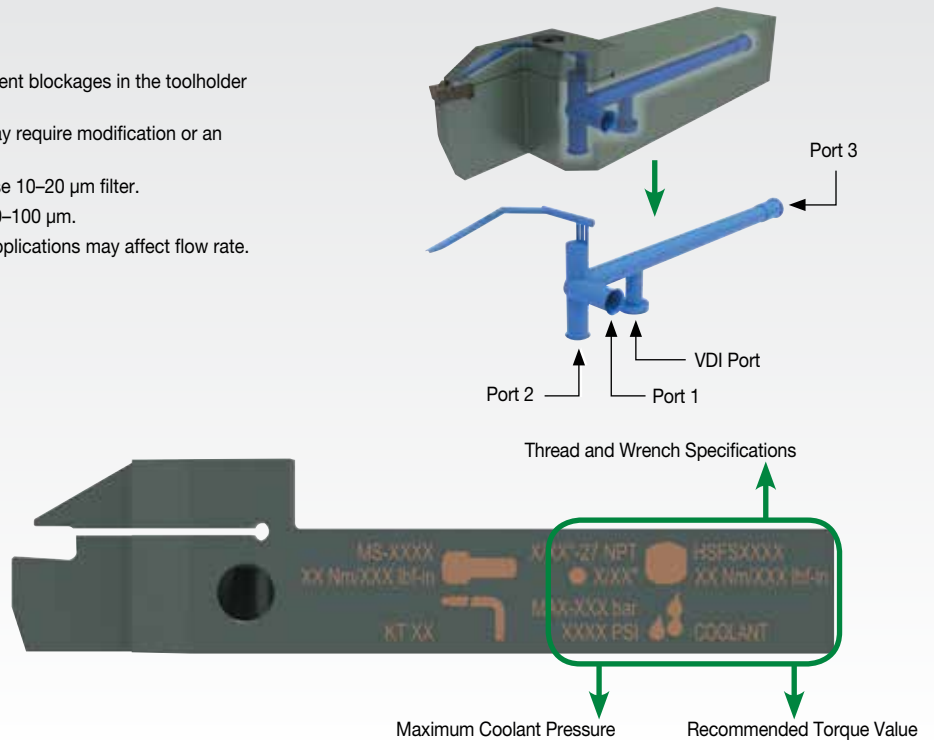 ent blockages in the toolholder
ay require modification or an
se 10–20 µm filter.
0–100 µm.
pplications may affect flow rate.
Port 3
VDI Port
Port 2
Port 1
Thread and Wrench Specifications
MS-XXXX
XX Nm/XXX lbf-in
KT XX
X/XX"-27 NPT
X/XX"
MAX-XXX bar
XXXX PSI
HSFSXXXX
XX Nm/XXX lbf-in
COOLANT
Maximum Coolant Pressure
Recommended Torque Value